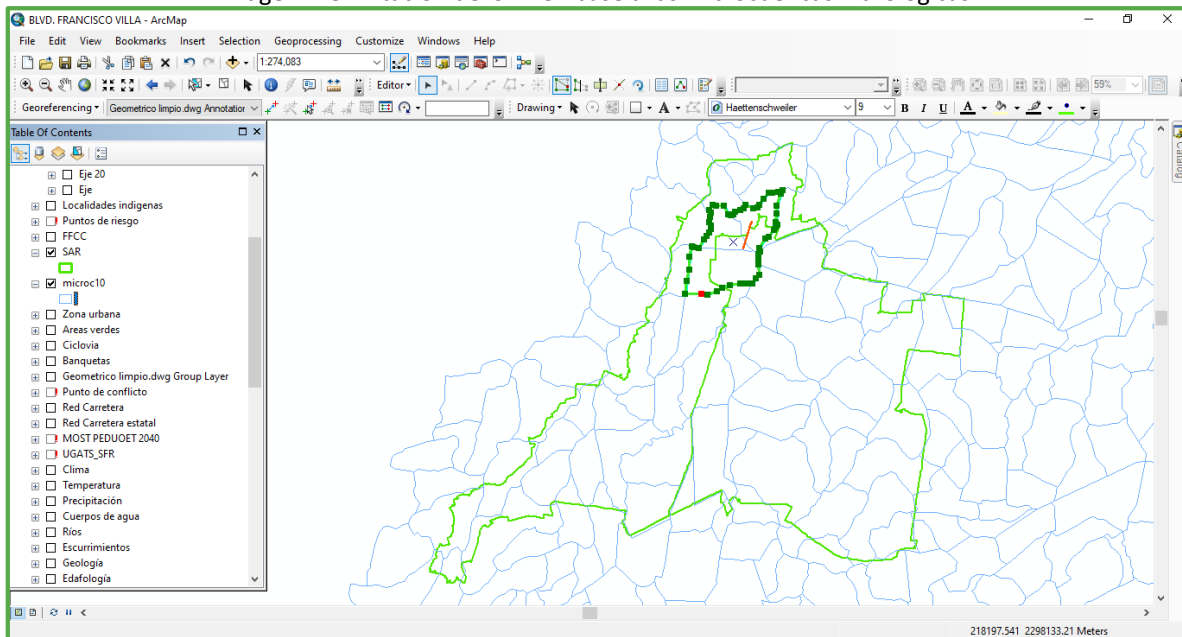 BLVD. FRANCISCO VILLA - ArcMap
File Edit View Bookmarks Insert Selection Geoprocessing Customize Windows Help
1:274,083
Editor
59%
Georeferencing Geometrico limpio.dwg Annotation Drawing A Haettenschweiler 9 B I U A
Table Of Contents
Catalog
Eje 20
Eje
Localidades indigenas
Puntos de riesgo
FFCC
SAR
microc10
Zona urbana
Areas verdes
Ciclovia
Banquetas
Geometrico limpio.dwg Group Layer
Punto de conflicto
Red Carretera
Red Carretera estatal
MOST PEDUOET 2040
UGATS_SFR
Clima
Temperatura
Precipitación
Cuerpos de agua
Ríos
Escurrimientos
Geología
Edafología
218197.541 2298133.21 Meters